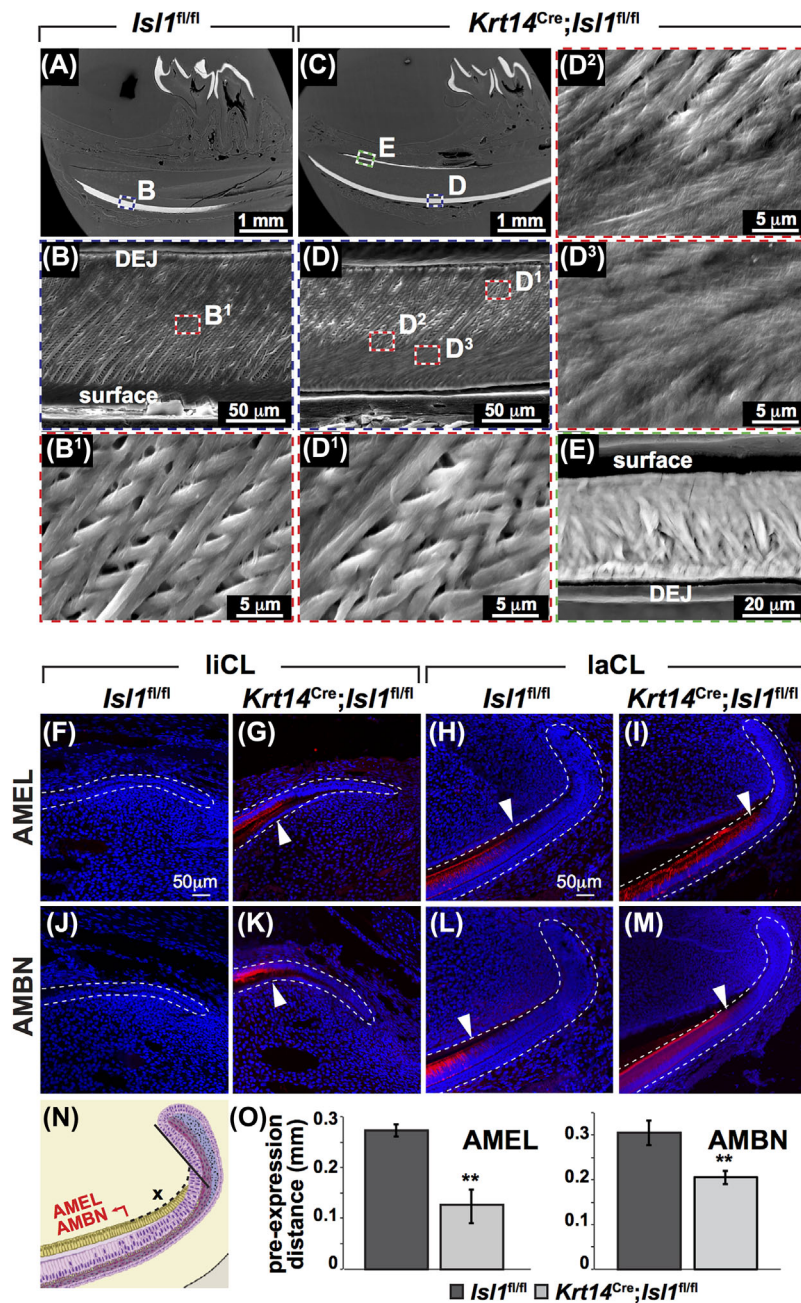 Isl1fl/fl
Krt14Cre;Isl1fl/fl
(A)
B
1 mm
(C)
E
D
1 mm
(D2)
5 μm
(B)
DEJ
B1
surface
50 μm
(D)
D1
D2
D3
50 μm
(D3)
5 μm
(B1)
5 μm
(D1)
5 μm
(E)
surface
DEJ
20 μm
liCL
laCL
Isl1fl/fl
Krt14Cre;Isl1fl/fl
Isl1fl/fl
Krt14Cre;Isl1fl/fl
AMEL
(F)
50μm
(G)
(H)
50μm
(I)
AMBN
(J)
(K)
(L)
(M)
(N)
x
AMEL
AMBN
(O)
pre-expression
distance (mm)
0.3
0.2
0.1
0
AMEL
**
0.3
0.2
0.1
0
AMBN
**
Isl1fl/fl
Krt14Cre;Isl1fl/fl